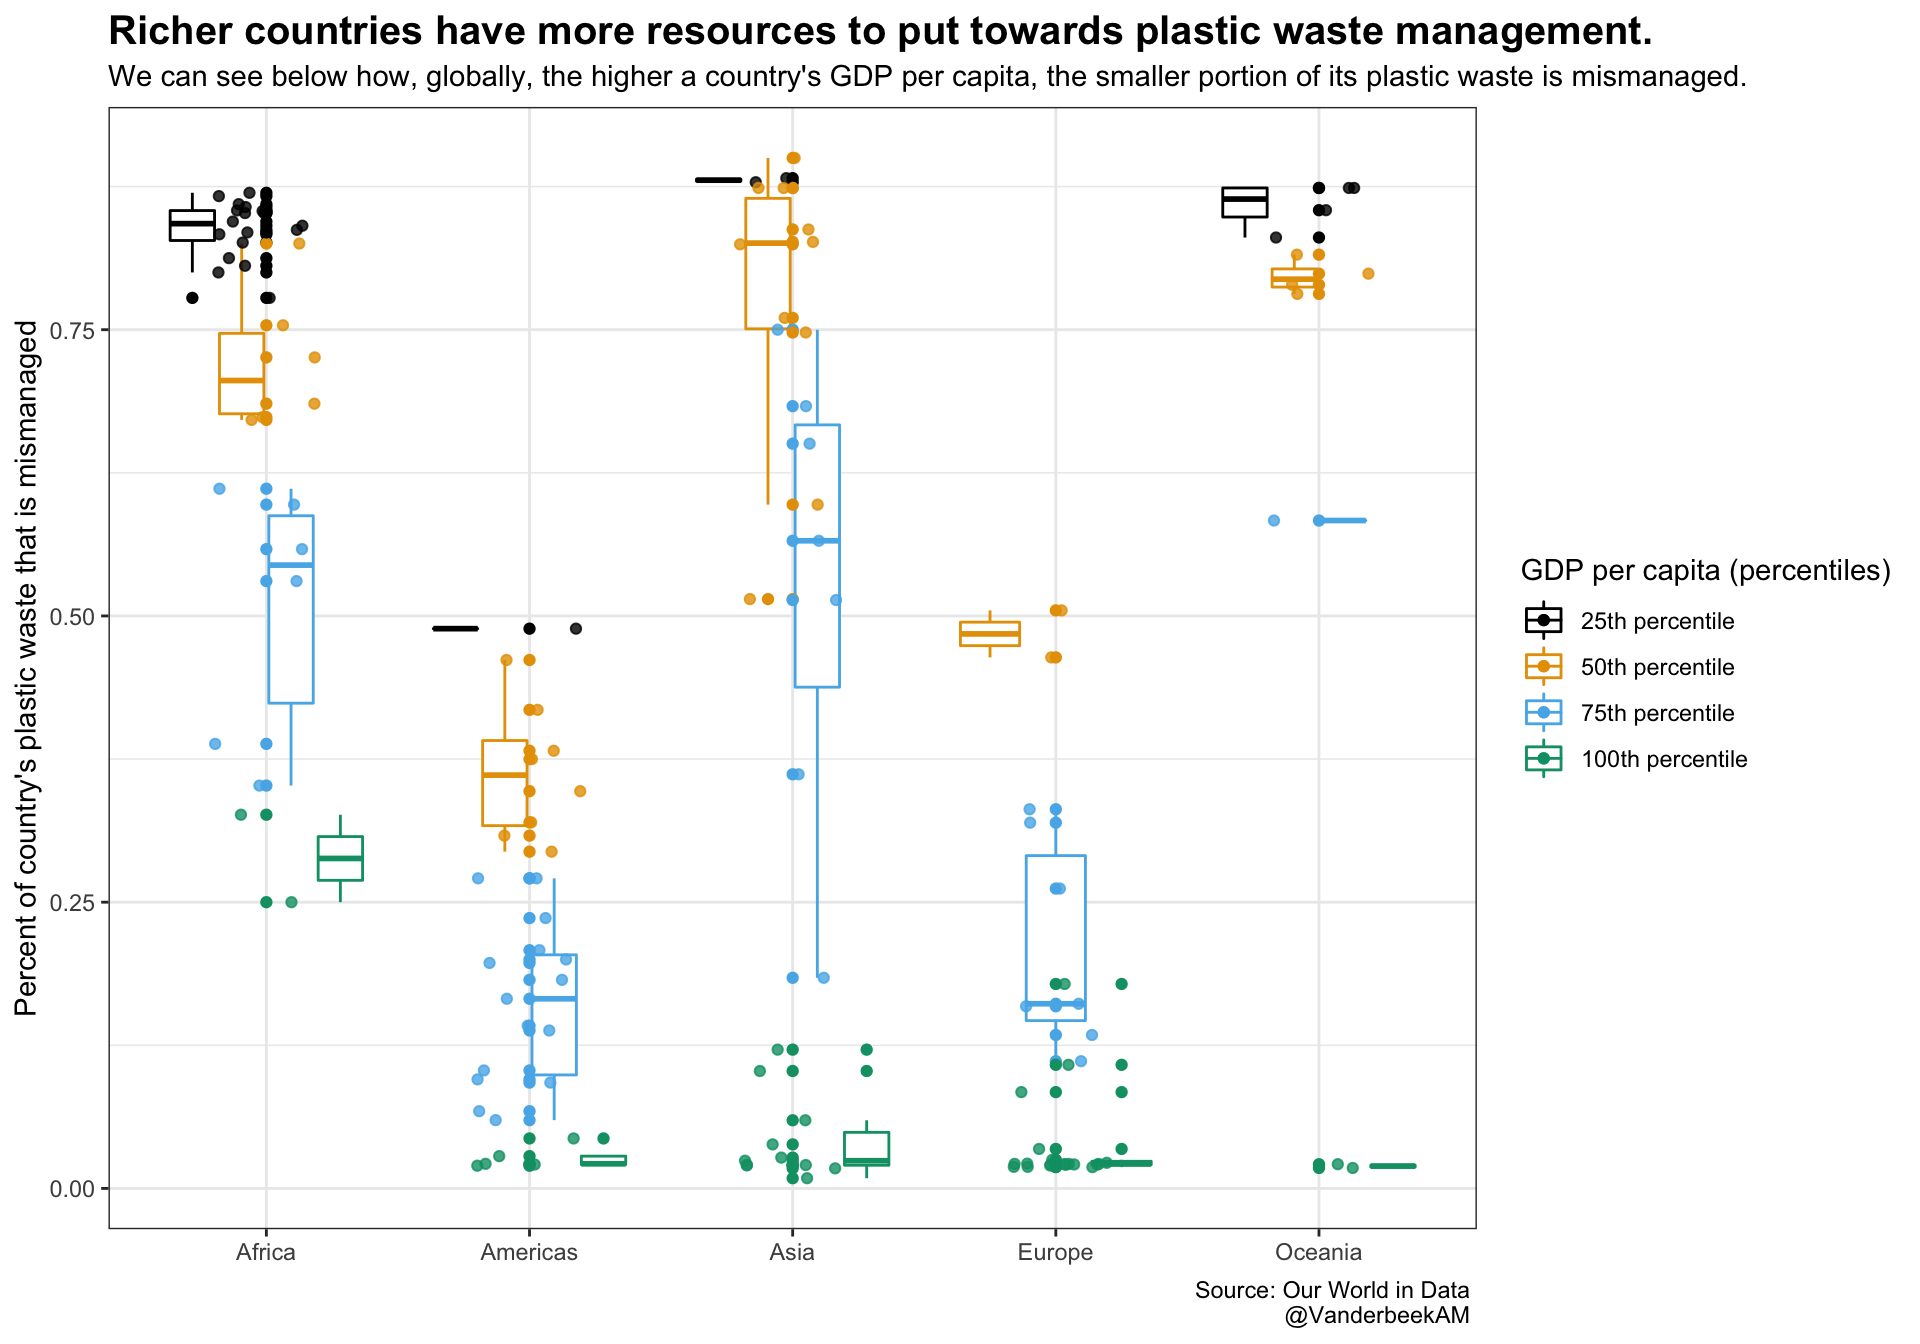 Richer countries have more resources to put towards plastic waste management.
We can see below how, globally, the higher a country's GDP per capita, the smaller portion of its plastic waste is mismanaged.
Percent of country's plastic waste that is mismanaged
0.75
0.50
0.25
0.00
Africa
Americas
Asia
Europe
Oceania
GDP per capita (percentiles)
25th percentile
50th percentile
75th percentile
100th percentile
Source: Our World in Data
@VanderbeekAM